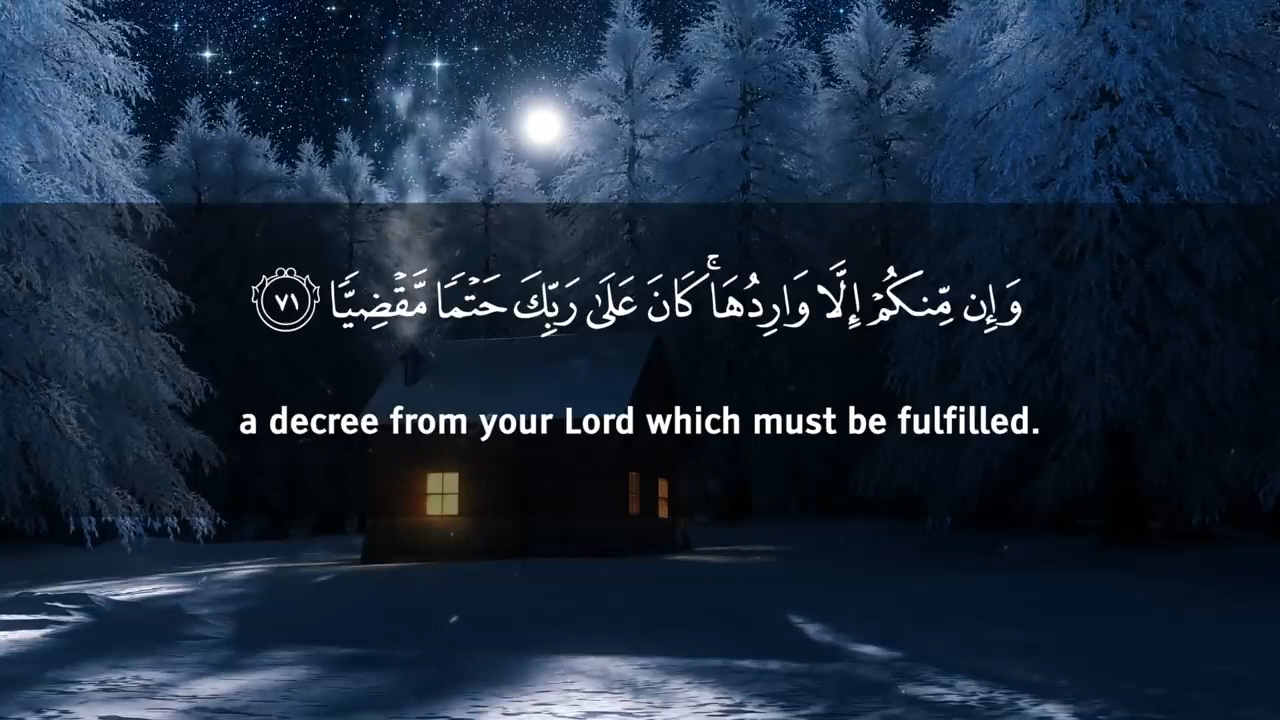 وَإِن مِّنكُمْ إِلَّا وَارِدُهَا ۚ كَانَ عَلَىٰ رَبِّكَ حَتْمًا مَّقْضِيًّا ٧١
a decree from your Lord which must be fulfilled.